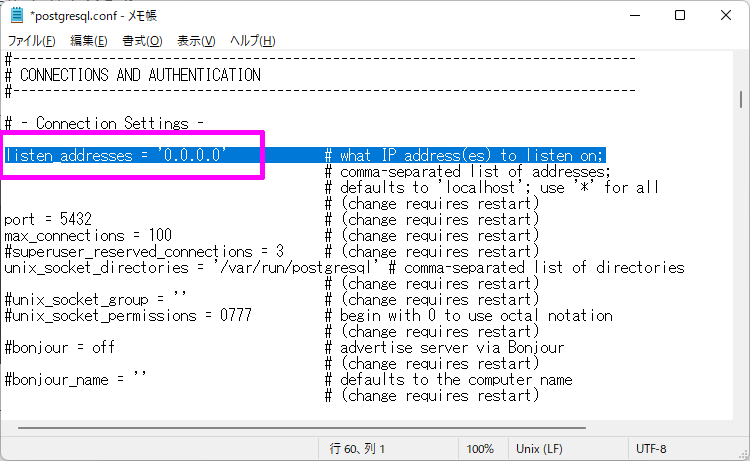 *postgresql.conf - メモ帳
ファイル(F) 編集(E) 書式(O) 表示(V) ヘルプ(H)
#------------------------------------------------------------------------------
# CONNECTIONS AND AUTHENTICATION
#------------------------------------------------------------------------------
# - Connection Settings -
listen_addresses = '0.0.0.0' # what IP address(es) to listen on;
# comma-separated list of addresses;
# defaults to 'localhost'; use '*' for all
# (change requires restart)
port = 5432 # (change requires restart)
max_connections = 100 # (change requires restart)
#superuser_reserved_connections = 3 # (change requires restart)
unix_socket_directories = '/var/run/postgresql' # comma-separated list of directories
# (change requires restart)
#unix_socket_group = '' # (change requires restart)
#unix_socket_permissions = 0777 # begin with 0 to use octal notation
# (change requires restart)
#bonjour = off # advertise server via Bonjour
# (change requires restart)
#bonjour_name = '' # defaults to the computer name
# (change requires restart)
行 60、列 1 100% Unix (LF) UTF-8